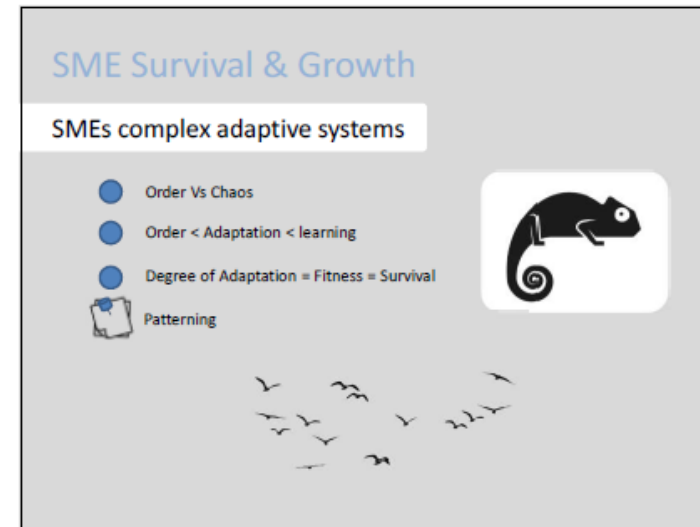 SME Survival & Growth
SMEs complex adaptive systems
Order Vs Chaos
Order < Adaptation < learning
Degree of Adaptation = Fitness = Survival
Patterning